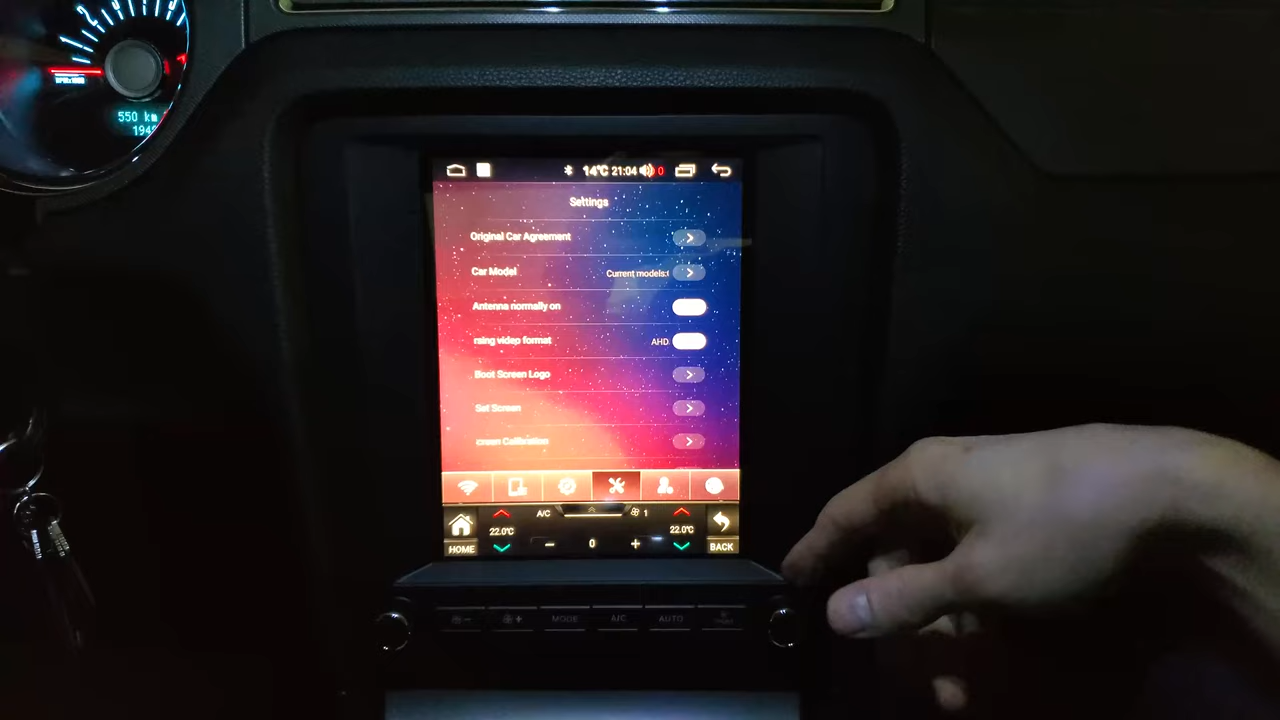 2
550 km
194
14°C 21:04 0
Settings
Original Car Agreement
Car Model Current models:
Antenna normally on
raing video format AHD
Boot Screen Logo
Set Screen
creen Calibration
A/C 1
22.0°C 22.0°C
HOME − 0 + BACK
MODE A/C AUTO